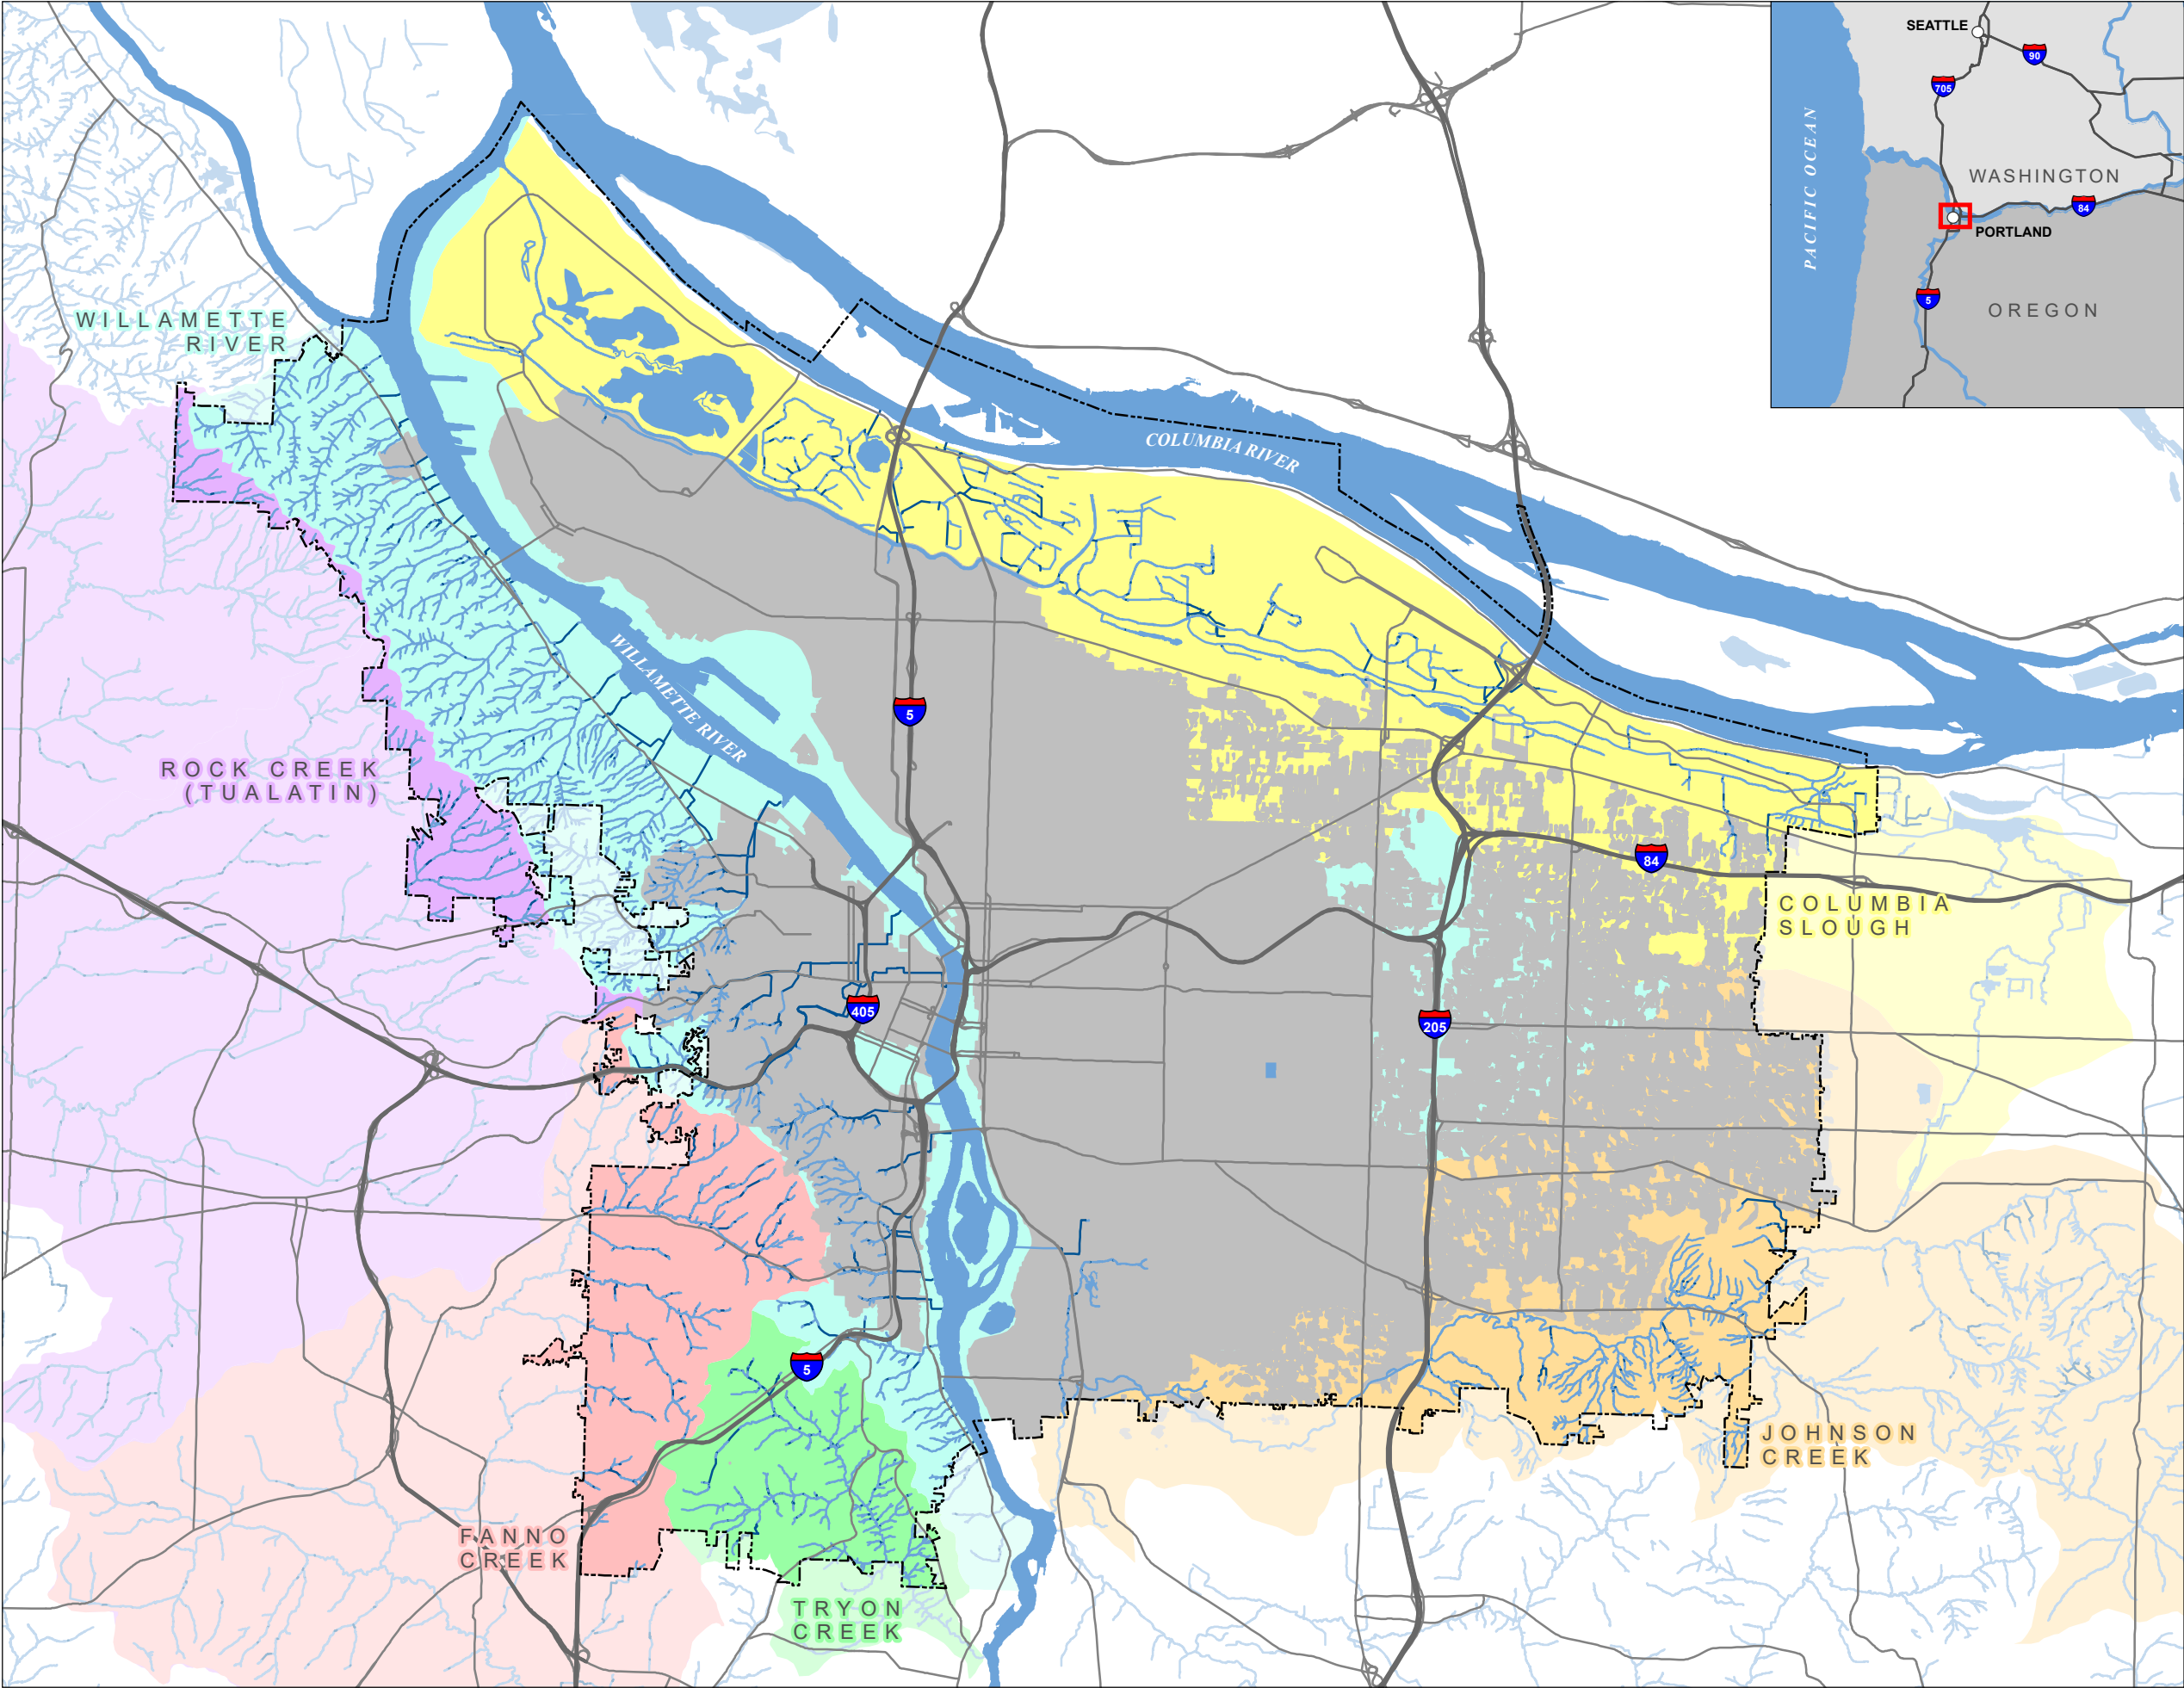 SEATTLE
90
705
PACIFIC OCEAN
WASHINGTON
84
PORTLAND
5
OREGON
WILLAMETTE
RIVER
COLUMBIA RIVER
WILLAMETTE RIVER
5
ROCK CREEK
(TUALATIN)
84
COLUMBIA
SLOUGH
405
205
5
JOHNSON
CREEK
FANNO
CREEK
TRYON
CREEK